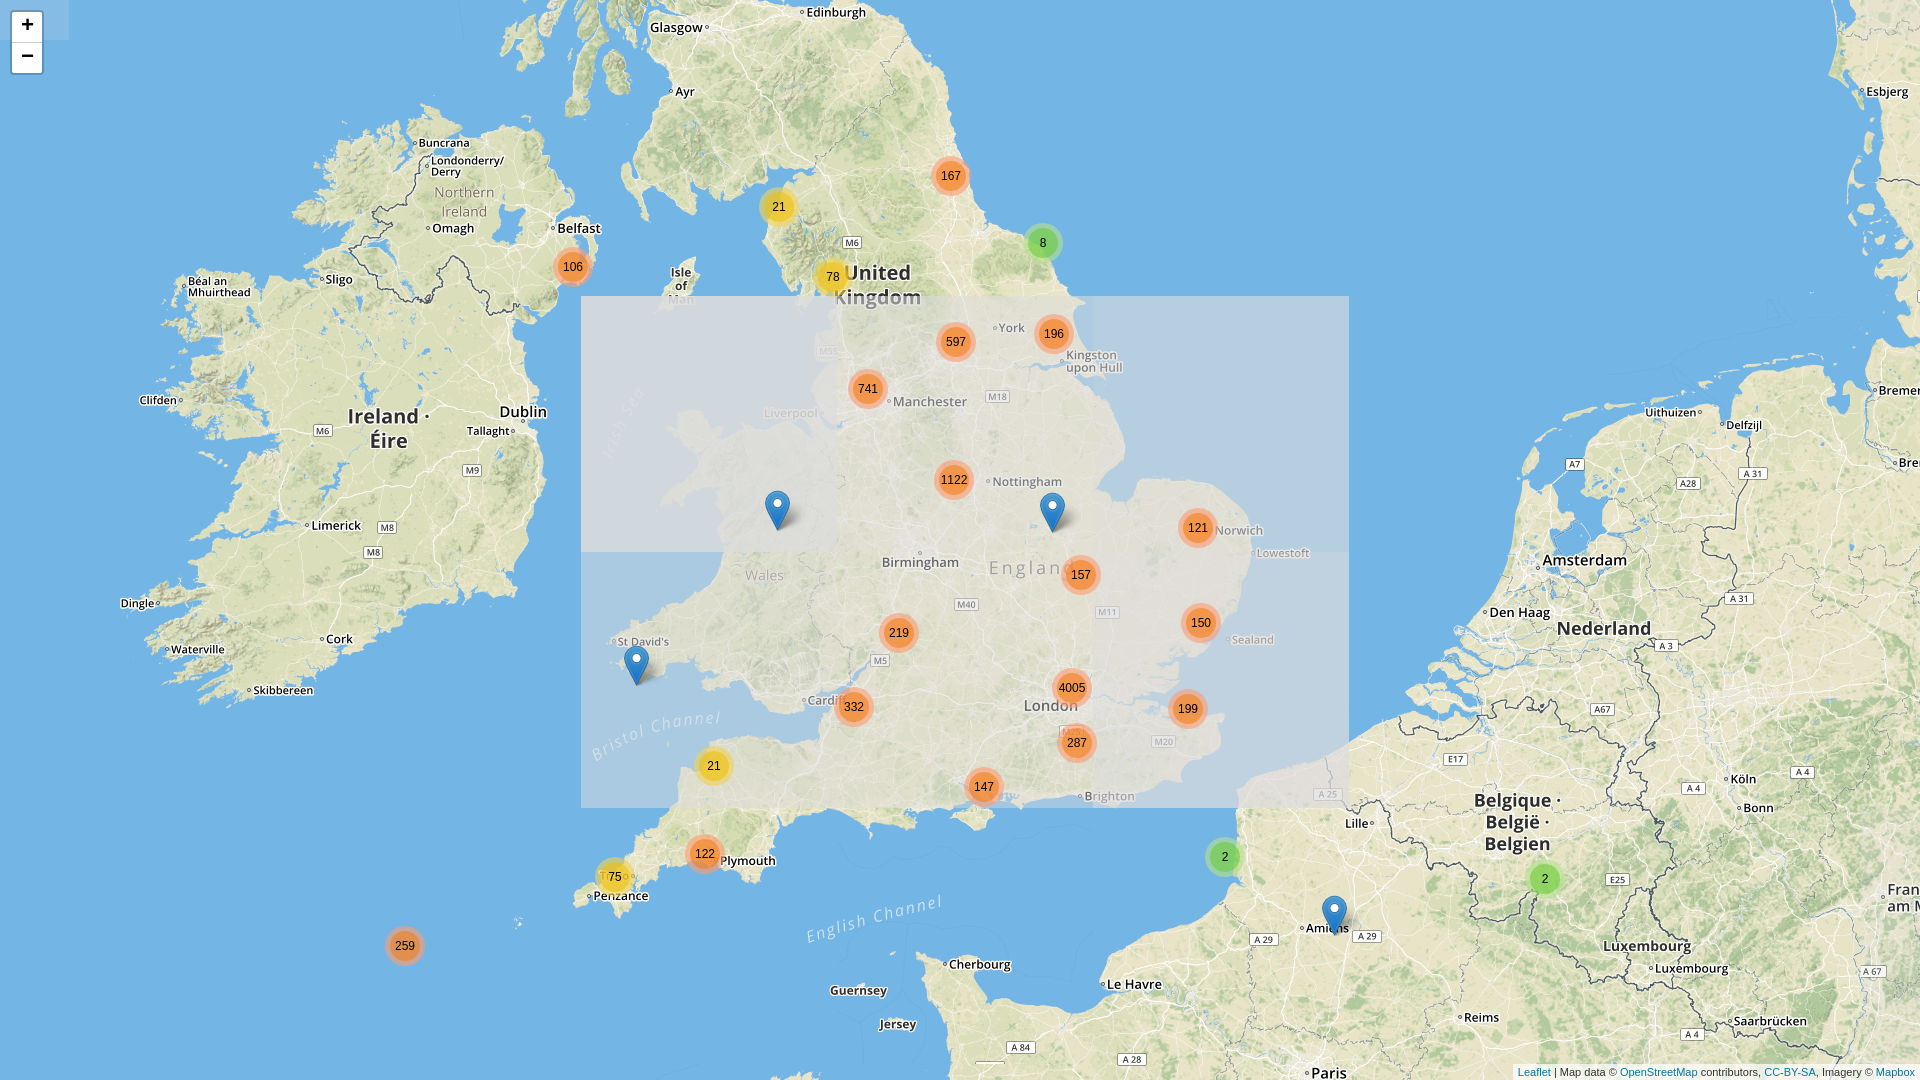 +
−
Edinburgh
Glasgow
Ayr
Esbjerg
Buncrana
Londonderry/
Derry
Northern
Ireland
Omagh
Belfast
167
21
8
106
78
M6
United
Kingdom
Isle
of
Man
Sligo
Béal an
Mhuirthead
York
196
597
Kingston
upon Hull
M55
741
Manchester
M18
Liverpool
Irish Sea
Clifden
Dublin
Ireland ·
Éire
Tallaght
M6
M9
Uithuizen
Delfzijl
Bremer
Bre
A7
A 31
A28
1122
Nottingham
121
Norwich
Lowestoft
Limerick
M8
M8
Birmingham
England
157
Wales
Amsterdam
Dingle
M40
M11
A 31
Den Haag
Nederland
219
150
Sealand
St David's
Cork
Waterville
M5
A 3
Skibbereen
4005
London
Cardiff
332
199
A67
Bristol Channel
287
M20
E17
21
147
Brighton
A 25
A 4
Köln
A 4
Bonn
Belgique ·
België ·
Belgien
Lille
122
Plymouth
2
75
Penzance
2
E25
Fran
am M
English Channel
Amiens
A 29
A 29
259
Luxembourg
Luxembourg
A 67
Cherbourg
Le Havre
Guernsey
Jersey
Reims
Saarbrücken
A 84
A 28
A 4
Paris
Leaflet | Map data © OpenStreetMap contributors, CC-BY-SA, Imagery © Mapbox